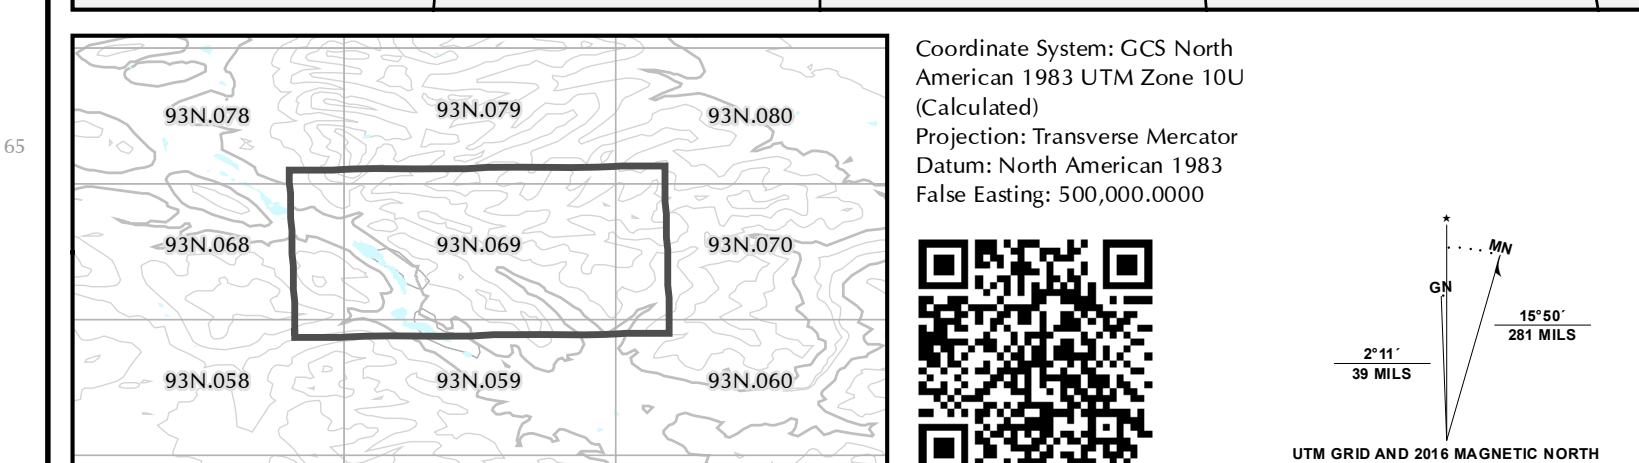 65
93N.078
93N.079
93N.080
93N.068
93N.069
93N.070
93N.058
93N.059
93N.060
Coordinate System: GCS North
American 1983 UTM Zone 10U
(Calculated)
Projection: Transverse Mercator
Datum: North American 1983
False Easting: 500,000.0000
MN
GN
15°50´
281 MILS
2°11´
39 MILS
UTM GRID AND 2016 MAGNETIC NORTH